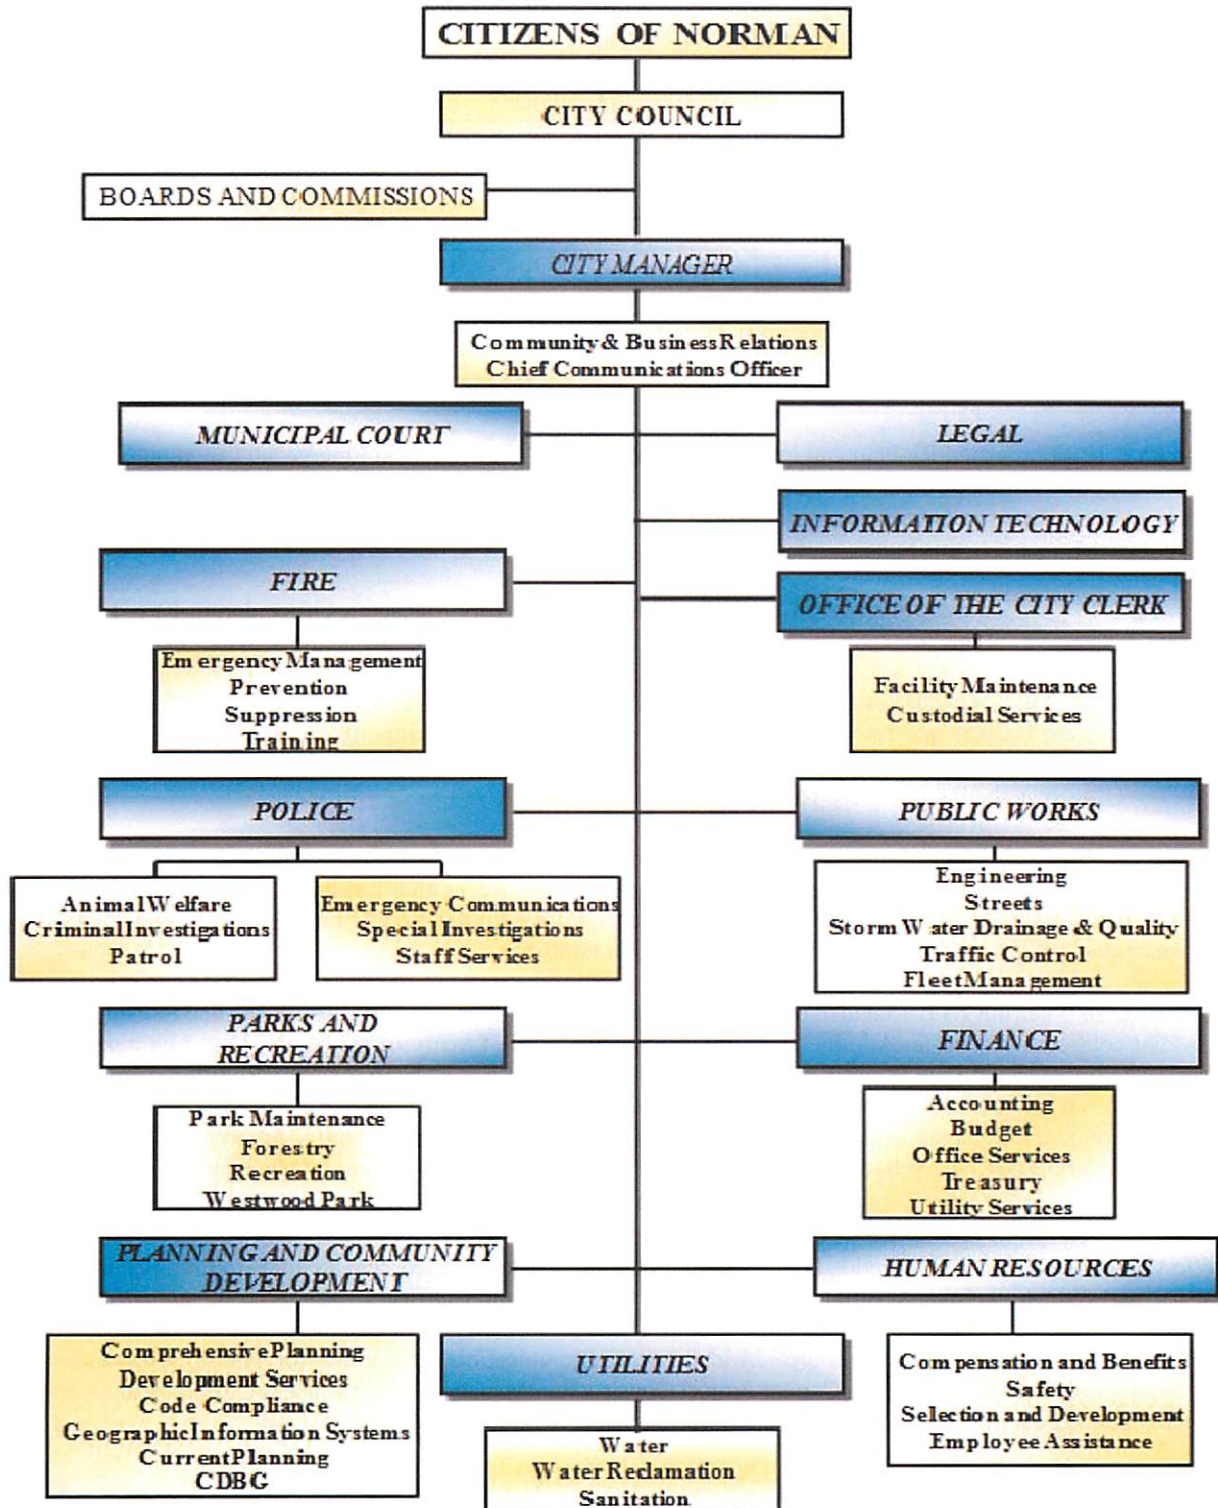 CITIZENS OF NORMAN
CITY COUNCIL
BOARDS AND COMMISSIONS
CITY MANAGER
Community & Business Relations
Chief Communications Officer
MUNICIPAL COURT
LEGAL
INFORMATION TECHNOLOGY
FIRE
OFFICE OF THE CITY CLERK
Emergency Management
Prevention
Suppression
Training
Facility Maintenance
Custodial Services
POLICE
PUBLIC WORKS
Animal Welfare
Criminal Investigations
Patrol
Emergency Communications
Special Investigations
Staff Services
Engineering
Streets
Storm Water Drainage & Quality
Traffic Control
Fleet Management
PARKS AND
RECREATION
FINANCE
Park Maintenance
Forestry
Recreation
Westwood Park
Accounting
Budget
Office Services
Treasury
Utility Services
PLANNING AND COMMUNITY
DEVELOPMENT
HUMAN RESOURCES
Comprehensive Planning
Development Services
Code Compliance
Geographic Information Systems
Current Planning
CDBG
UTILITIES
Water
Water Reclamation
Sanitation
Compensation and Benefits
Safety
Selection and Development
Employee Assistance